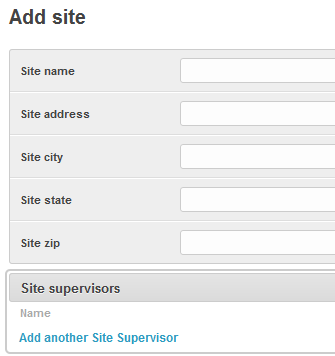 Add site
Site name
Site address
Site city
Site state
Site zip
Site supervisors
Name
Add another Site Supervisor